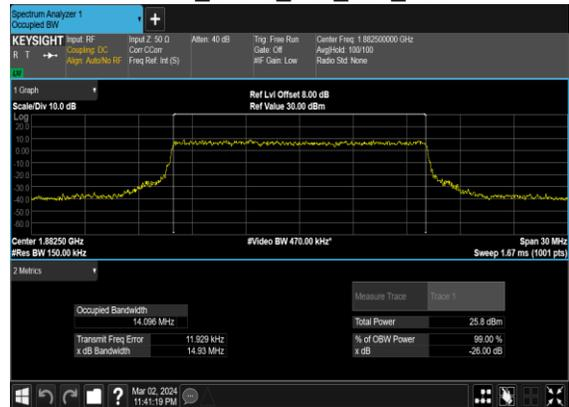 Spectrum Analyzer 1
Occupied BW
+
KEYSIGHT Input: RF Input Z: 50 Ω Atten: 40 dB Trig: Free Run Center Freq: 1.882500000 GHz
R T Coupling: DC Corr CCorr Gate: Off Avg|Hold: 100/100
Align: Auto/No RF Freq Ref: Int (S) #IF Gain: Low Radio Std: None
1 Graph
Ref Lvl Offset 8.00 dB
Scale/Div 10.0 dB Ref Value 30.00 dBm
Log
20.0
10.0
0.00
-10.0
-20.0
-30.0
-40.0
-50.0
-60.0
Center 1.88250 GHz #Video BW 470.00 kHz* Span 30 MHz
#Res BW 150.00 kHz Sweep 1.67 ms (1001 pts)
2 Metrics
Measure Trace Trace 1
Occupied Bandwidth
14.096 MHz Total Power 25.8 dBm
Transmit Freq Error 11.929 kHz % of OBW Power 99.00 %
x dB Bandwidth 14.93 MHz x dB -26.00 dB
? Mar 02, 2024
11:41:19 PM